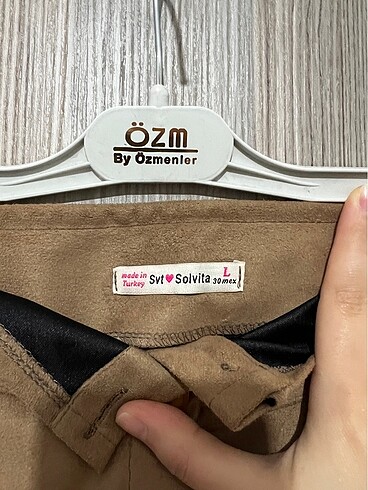 ÖZM
By Özmenler
made in
Turkey
Svt Solvita
L
30mex